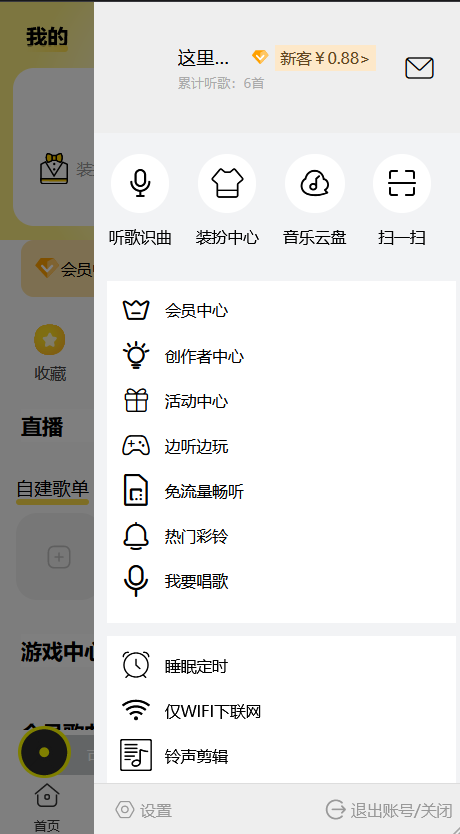 我的
这里...
新客￥0.88>
累计听歌：6首
装
听歌识曲
装扮中心
音乐云盘
扫一扫
会员
会员中心
创作者中心
收藏
活动中心
直播
边听边玩
自建歌单
免流量畅听
热门彩铃
我要唱歌
游戏中心
睡眠定时
仅WIFI下联网
铃声剪辑
设置
退出账号/关闭
首页